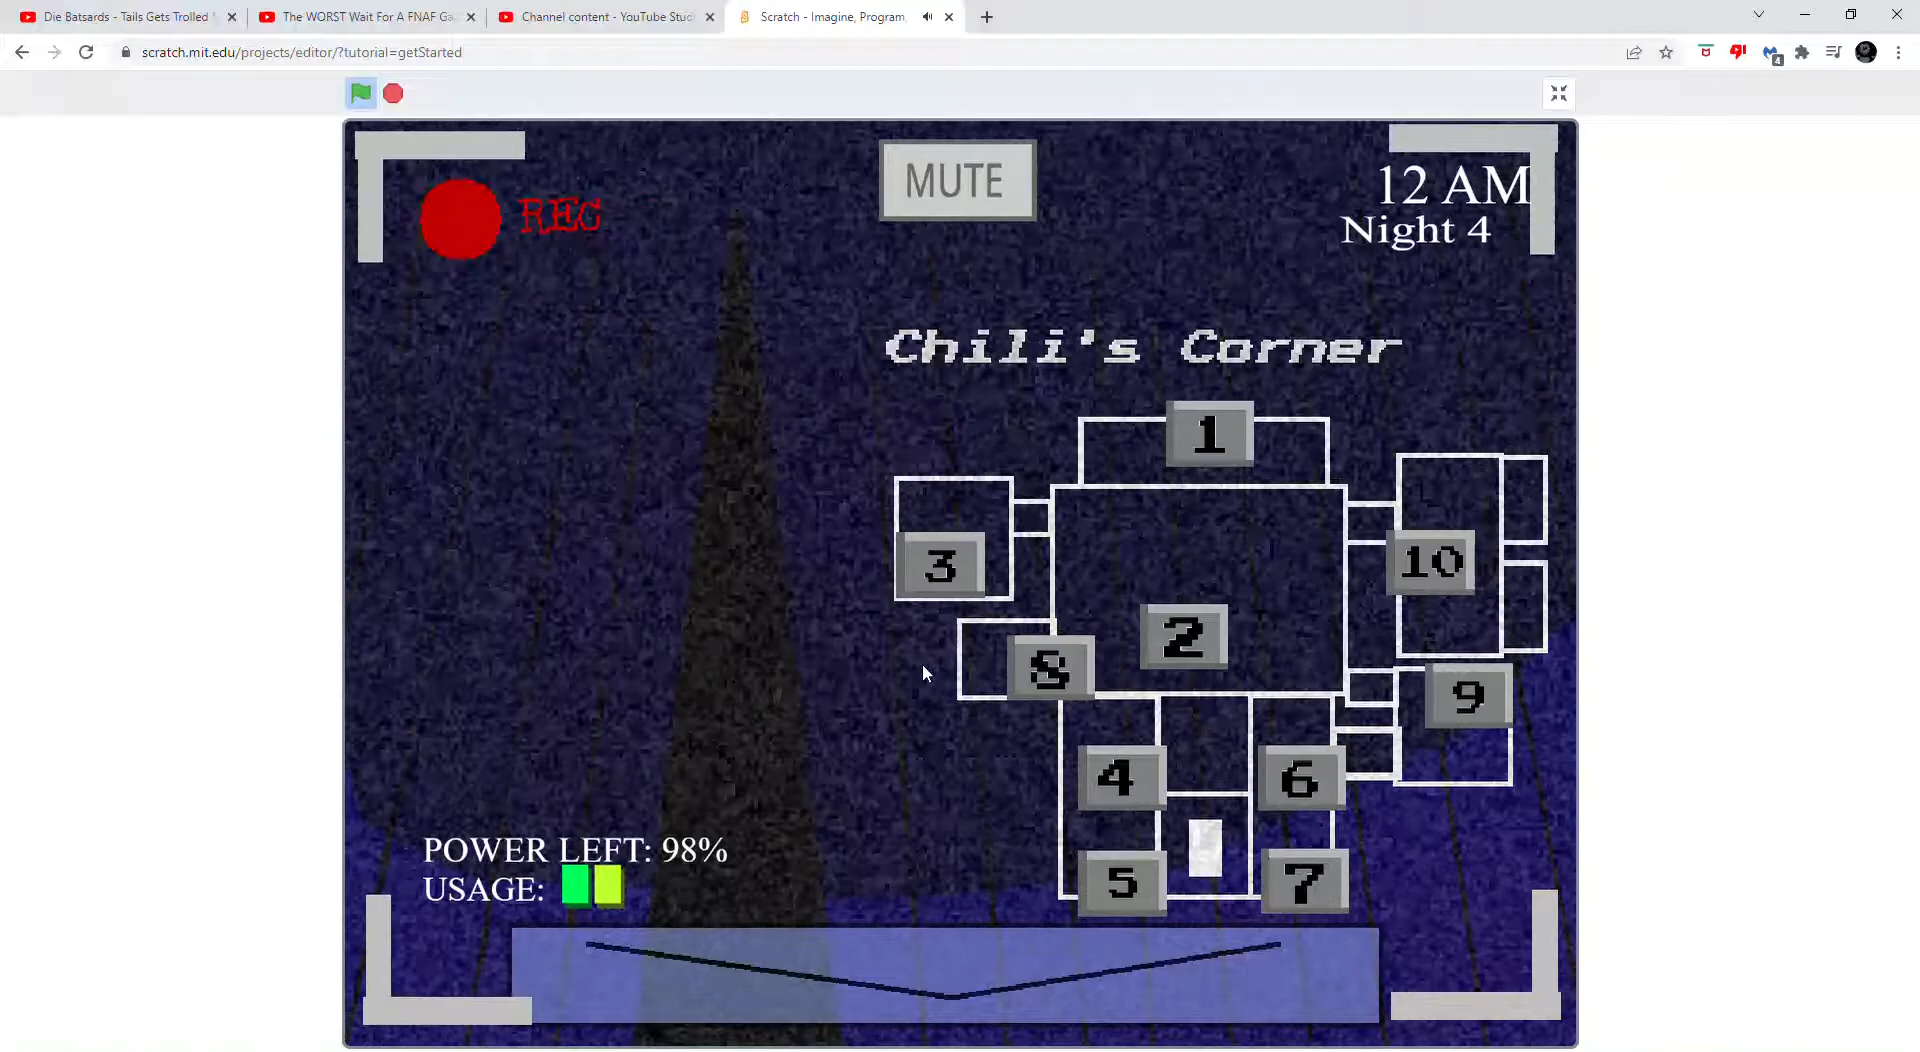 Die Batsards - Tails Gets Trolled
The WORST Wait For A FNAF Ga
Channel content - YouTube Stud
Scratch - Imagine, Program,
scratch.mit.edu/projects/editor/?tutorial=getStarted
4
MUTE
REC
12 AM
Night 4
Chili's Corner
1
3
10
2
9
4
6
5
7
POWER LEFT: 98%
USAGE: